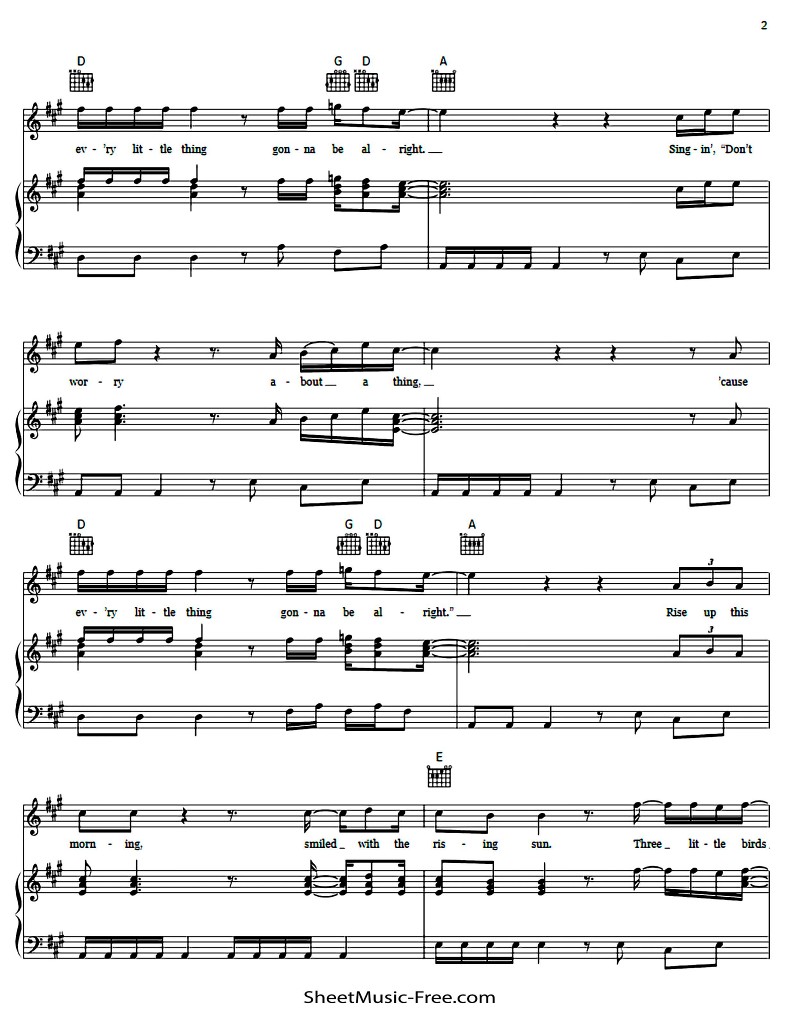 2
D G D A
ev - 'ry lit - tle thing gon - na be al - right. Sing - in', “Don't
wor - ry a - bout a thing, 'cause
D G D A
3
ev - 'ry lit - tle thing gon - na be al - right.” Rise up this
3
E
morn - ing, smiled with the ris - ing sun. Three lit - tle birds
SheetMusic-Free.com